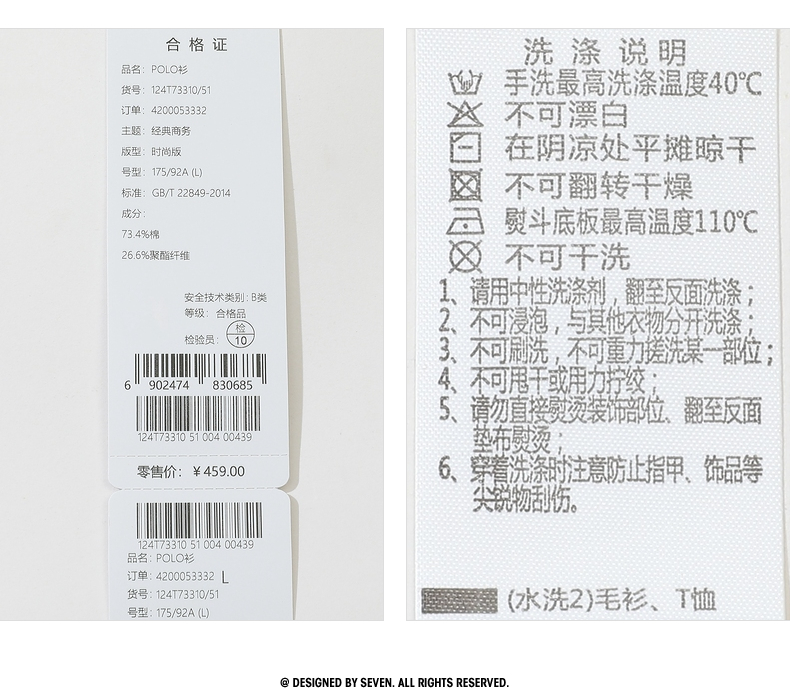 合格证
品名: POLO衫
货号: 124T73310/51
订单: 4200053332
主题: 经典商务
版型: 时尚版
号型: 175/92A (L)
标准: GB/T 22849-2014
成分:
73.4%棉
26.6%聚酯纤维
安全技术类别: B类
等级: 合格品
检验员: 检 10
6 902474 830685
124T73310 51 004 00439
零售价: ￥459.00
124T73310 51 004 00439
品名: POLO衫
订单: 4200053332 L
货号: 124T73310/51
号型: 175/92A (L)
洗涤说明
手洗最高洗涤温度40℃
不可漂白
在阴凉处平摊晾干
不可翻转干燥
熨斗底板最高温度110℃
不可干洗
1、请用中性洗涤剂，翻至反面洗涤；
2、不可浸泡，与其他衣物分开洗涤；
3、不可刷洗，不可重力搓洗某一部位；
4、不可甩干或用力拧绞；
5、请勿直接熨烫装饰部位、翻至反面
垫布熨烫；
6、穿着洗涤时注意防止指甲、饰品等
尖锐物刮伤。
(水洗2)毛衫、T恤
@ DESIGNED BY SEVEN. ALL RIGHTS RESERVED.